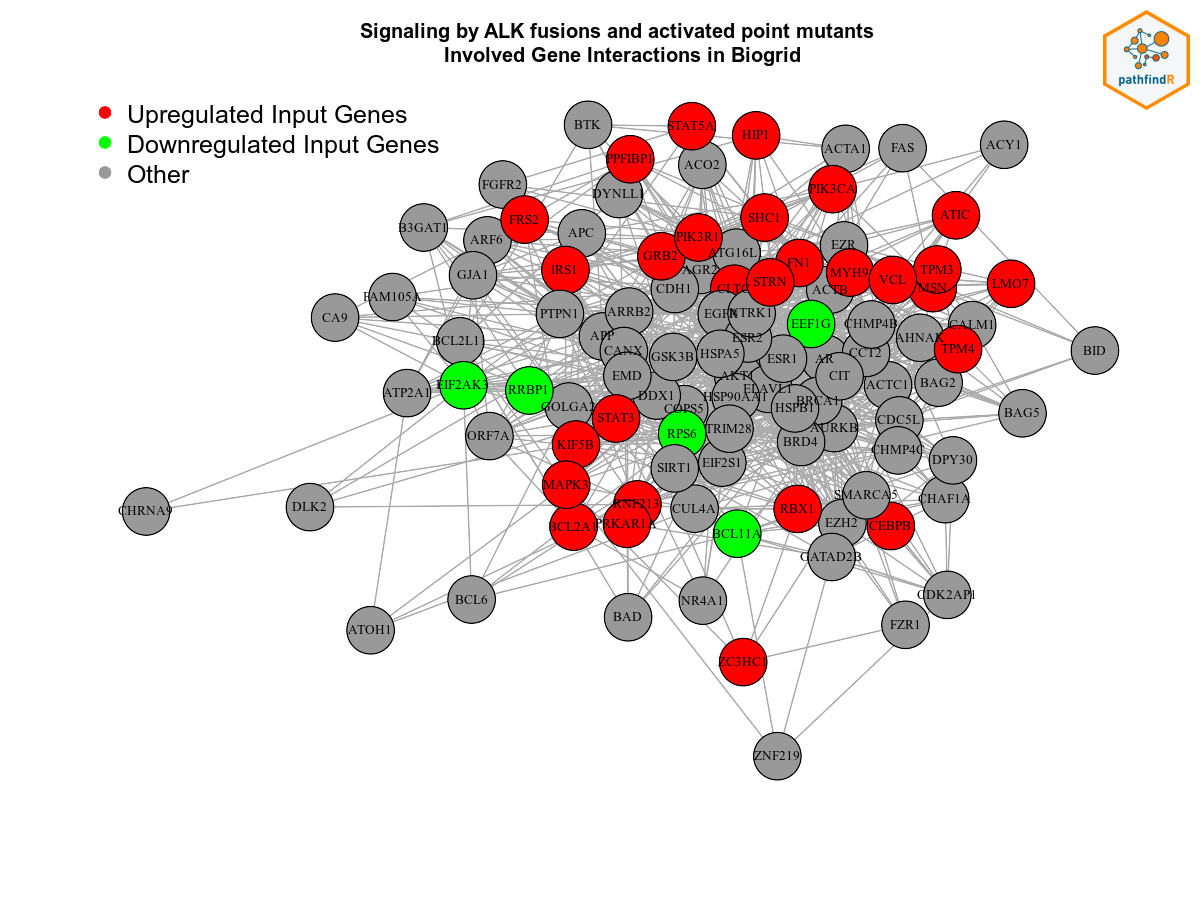 Signaling by ALK fusions and activated point mutants
Involved Gene Interactions in Biogrid
pathfindR
Upregulated Input Genes
Downregulated Input Genes
Other
BTK
STAT5A
HIP1
ACTA1
FAS
ACY1
PPFIBP1
ACO2
FGFR2
DYNLL1
PIK3CA
FRS2
SHC1
ATIC
B3GAT1
ARF6
APC
PIK3R1
GRB2
ATG16L
EZR
GJA1
IRS1
AGR2
FN1
MYH9
TPM3
VCL
FAM105A
CDH1
CLTC
STRN
ACTB
MSN
LMO7
CA9
PTPN1
ARRB2
EGFR
NTRK1
EEF1G
CHMP4B
CALM1
BCL2L1
APP
CANX
GSK3B
HSPA5
ESR2
ESR1
AR
CCT2
AHNAK
TPM4
BID
ATP2A1
EIF2AK3
RRBP1
EMD
AKT1
CIT
ACTC1
BAG2
GOLGA2
DDX1
COPS5
HSP90AA1
ELAVL1
BRCA1
HSPB1
BAG5
ORF7A
KIF5B
STAT3
RPS6
TRIM28
BRD4
AURKB
CDC5L
CHMP4C
DPY30
MAPK3
SIRT1
EIF2S1
CHRNA9
DLK2
BCL2A1
RNF213
PRKAR1A
CUL4A
RBX1
SMARCA5
CHAF1A
BCL11A
EZH2
CEBPB
GATAD2B
ATOH1
BCL6
BAD
NR4A1
CDK2AP1
FZR1
ZC3HC1
ZNF219